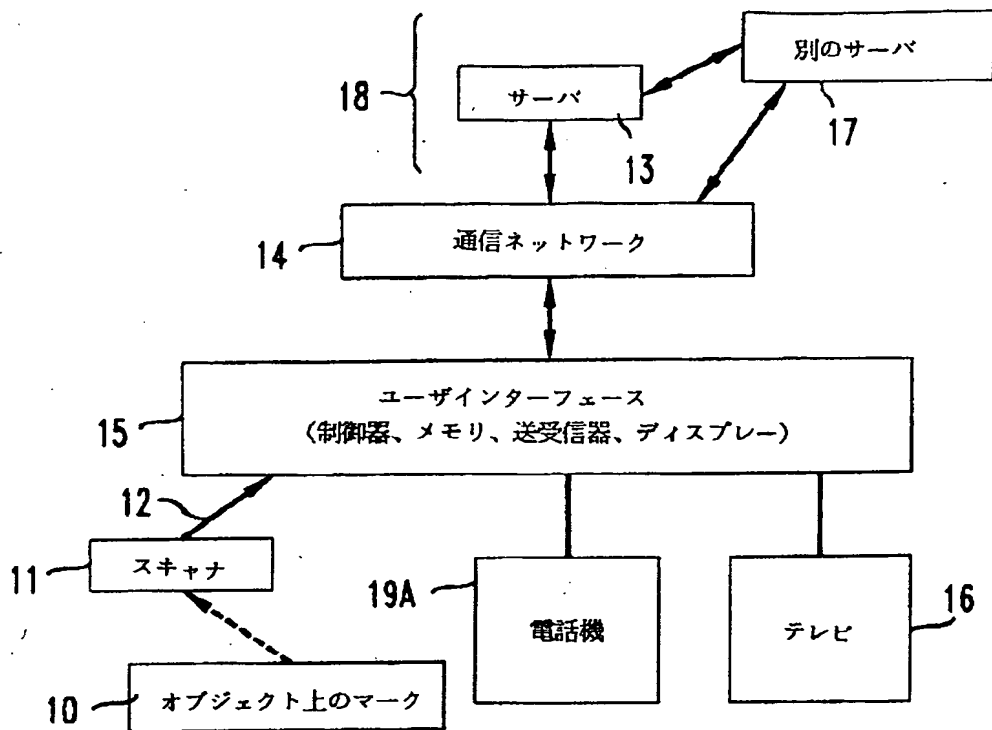 別のサーバ
18
サーバ
17
13
通信ネットワーク
14
ユーザインターフェース
(制御器、メモリ、送受信器、ディスプレー)
15
12
スキャナ
11
19A
電話機
テレビ
16
オブジェクト上のマーク
10